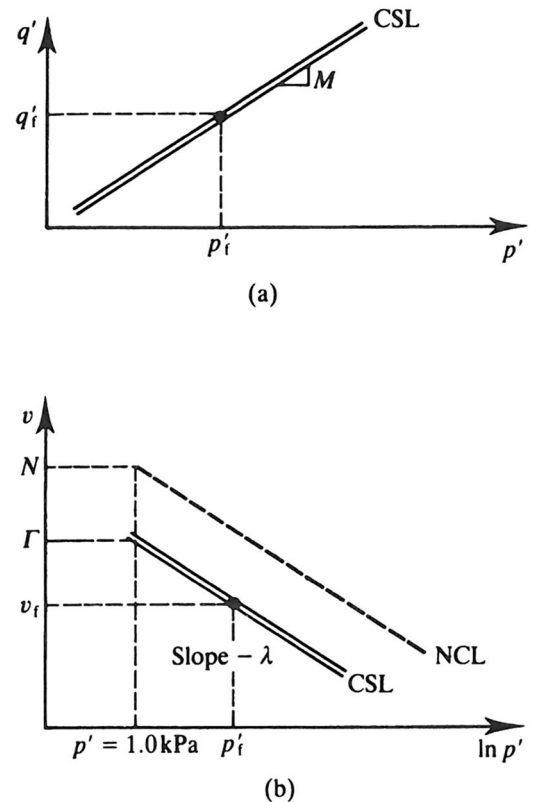 q′
CSL
M
q′f
p′f
p′
(a)
v
N
Γ
vf
Slope – λ
NCL
CSL
p′ = 1.0 kPa
p′f
ln p′
(b)